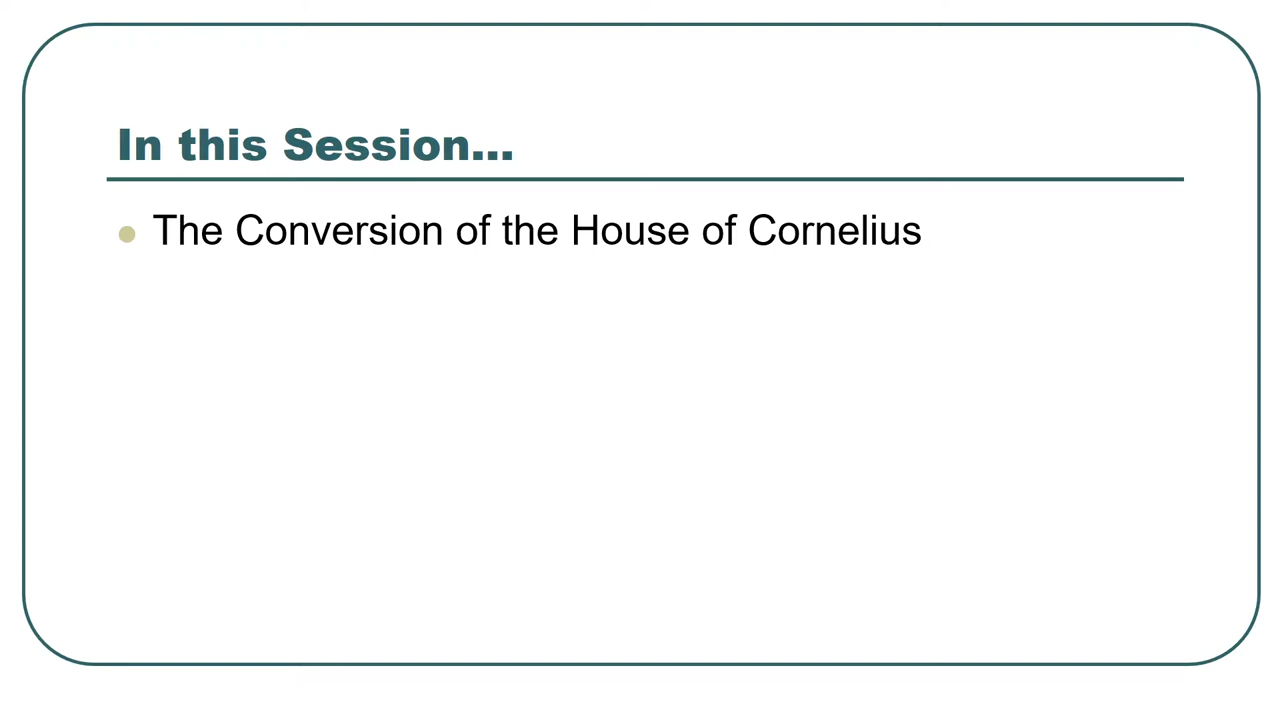 In this Session...
The Conversion of the House of Cornelius